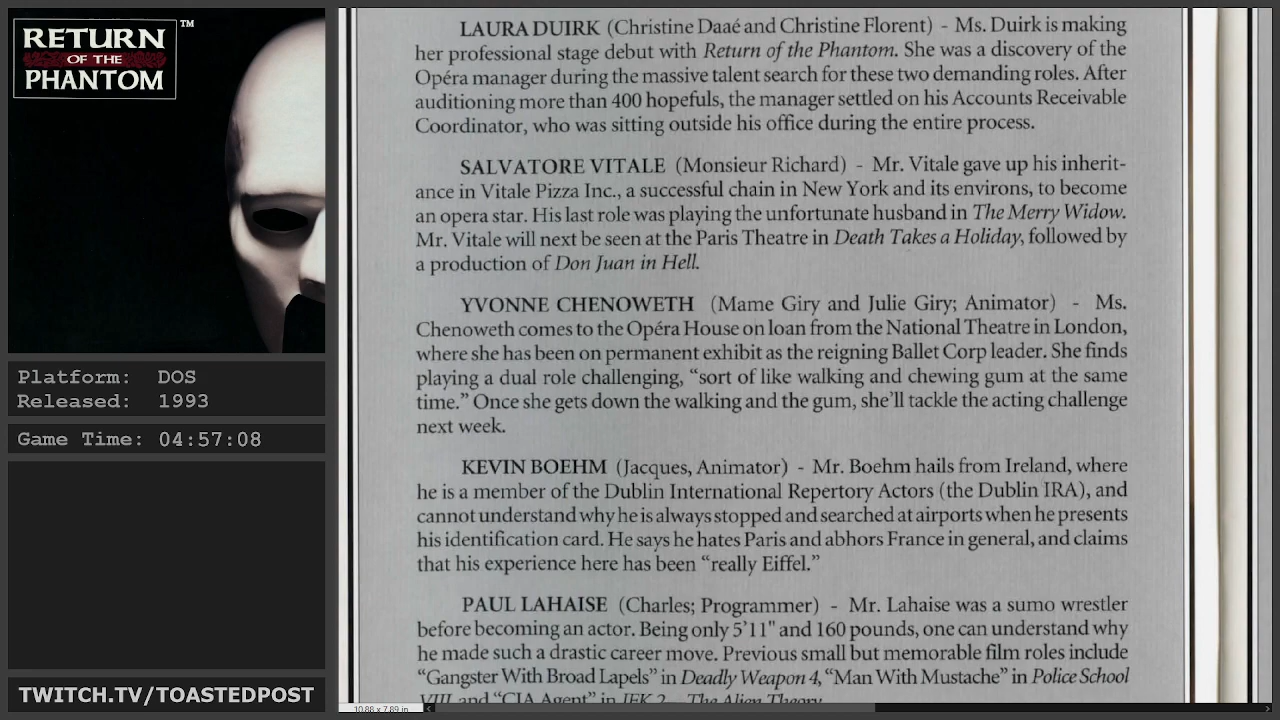 RETURN
OF THE
PHANTOM
TM
Platform: DOS
Released: 1993
Game Time: 04:57:08
TWITCH.TV/TOASTEDPOST
LAURA DUIRK (Christine Daaé and Christine Florent) - Ms. Duirk is making
her professional stage debut with Return of the Phantom. She was a discovery of the
Opéra manager during the massive talent search for these two demanding roles. After
auditioning more than 400 hopefuls, the manager settled on his Accounts Receivable
Coordinator, who was sitting outside his office during the entire process.
SALVATORE VITALE (Monsieur Richard) - Mr. Vitale gave up his inherit-
ance in Vitale Pizza Inc., a successful chain in New York and its environs, to become
an opera star. His last role was playing the unfortunate husband in The Merry Widow.
Mr. Vitale will next be seen at the Paris Theatre in Death Takes a Holiday, followed by
a production of Don Juan in Hell.
YVONNE CHENOWETH (Mame Giry and Julie Giry; Animator) - Ms.
Chenoweth comes to the Opéra House on loan from the National Theatre in London,
where she has been on permanent exhibit as the reigning Ballet Corp leader. She finds
playing a dual role challenging, “sort of like walking and chewing gum at the same
time.” Once she gets down the walking and the gum, she’ll tackle the acting challenge
next week.
KEVIN BOEHM (Jacques, Animator) - Mr. Boehm hails from Ireland, where
he is a member of the Dublin International Repertory Actors (the Dublin IRA), and
cannot understand why he is always stopped and searched at airports when he presents
his identification card. He says he hates Paris and abhors France in general, and claims
that his experience here has been “really Eiffel.”
PAUL LAHAISE (Charles; Programmer) - Mr. Lahaise was a sumo wrestler
before becoming an actor. Being only 5'11" and 160 pounds, one can understand why
he made such a drastic career move. Previous small but memorable film roles include
“Gangster With Broad Lapels” in Deadly Weapon 4, “Man With Mustache” in Police School
VIII, and “CIA Agent” in JFK 2 - The Alien Theory.
10.88 x 7.89 in